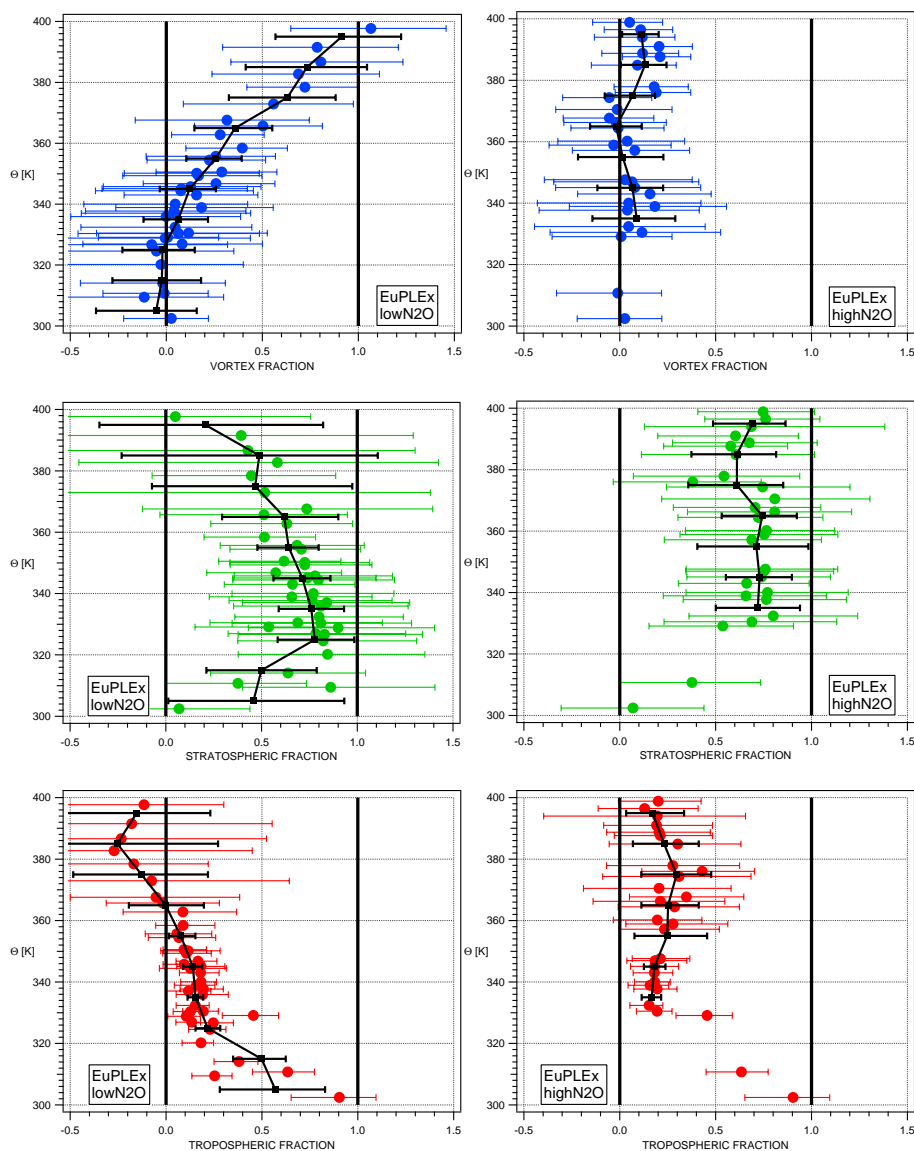 400
380
Θ [K]
360
340
320
300
-0.5 0.0 0.5 1.0 1.5
VORTEX FRACTION
EuPLEx
lowN2O
400
380
Θ [K]
360
340
320
300
-0.5 0.0 0.5 1.0 1.5
VORTEX FRACTION
EuPLEx
highN2O
400
380
Θ [K]
360
340
320
300
-0.5 0.0 0.5 1.0 1.5
STRATOSPHERIC FRACTION
EuPLEx
lowN2O
400
380
Θ [K]
360
340
320
300
-0.5 0.0 0.5 1.0 1.5
STRATOSPHERIC FRACTION
EuPLEx
highN2O
400
380
Θ [K]
360
340
320
300
-0.5 0.0 0.5 1.0 1.5
TROPOSPHERIC FRACTION
EuPLEx
lowN2O
400
380
Θ [K]
360
340
320
300
-0.5 0.0 0.5 1.0 1.5
TROPOSPHERIC FRACTION
EuPLEx
highN2O